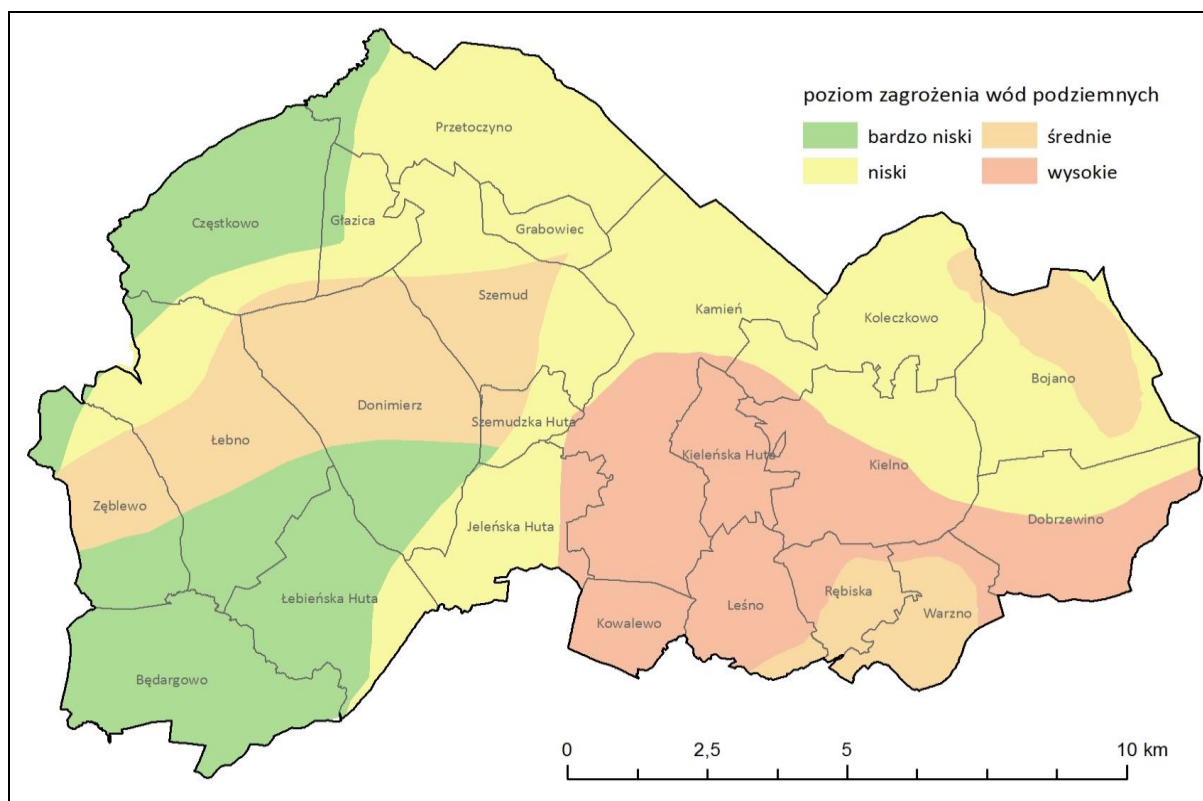 poziom zagrożenia wód podziemnych
bardzo niski
średnie
niski
wysokie
Przetoczyno
Częstkowo
Głazica
Grabowiec
Szemud
Kamień
Koleczkowo
Bojano
Donimierz
Szemudzka Huta
Łebno
Kieleńska Huta
Kielno
Zęblewo
Jeleńska Huta
Dobrzewino
Łebieńska Huta
Rębiska
Leśno
Warzno
Kowalewo
Będargowo
0 2,5 5 10 km